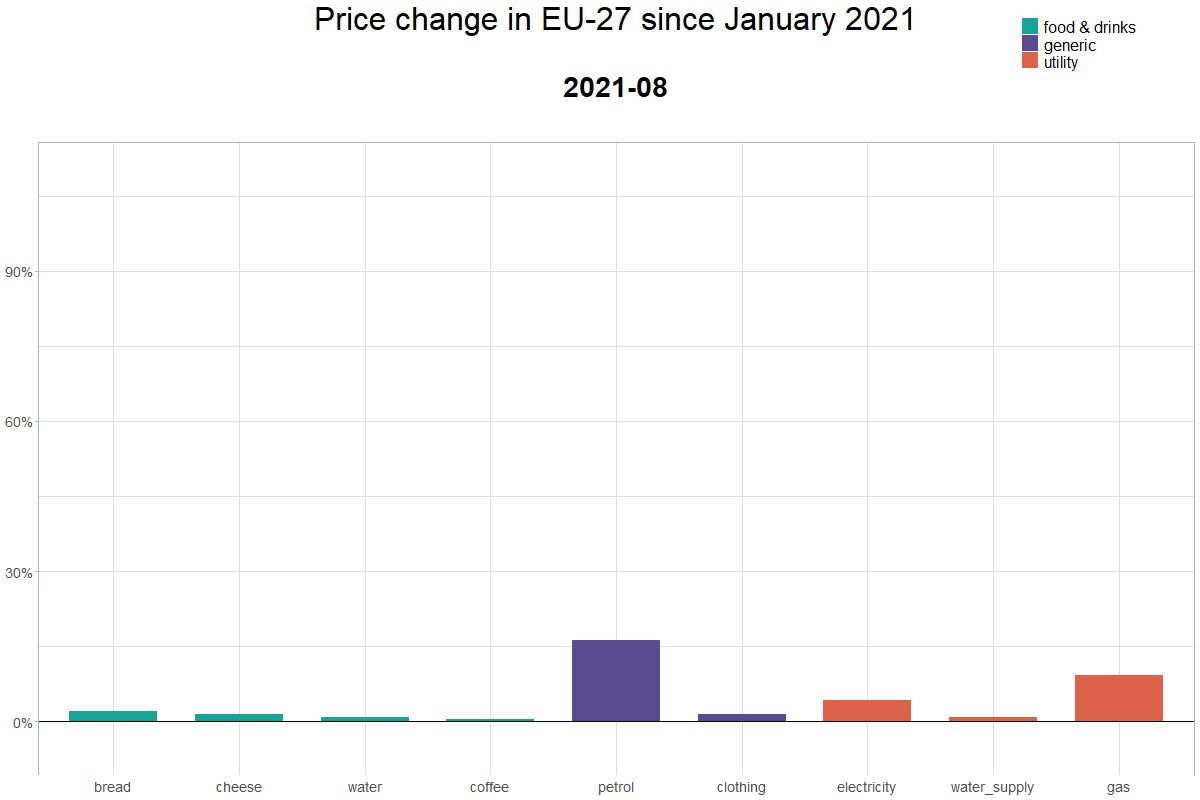 Price change in EU-27 since January 2021
food & drinks
generic
utility
2021-08
90%
60%
30%
0%
bread cheese water coffee petrol clothing electricity water_supply gas